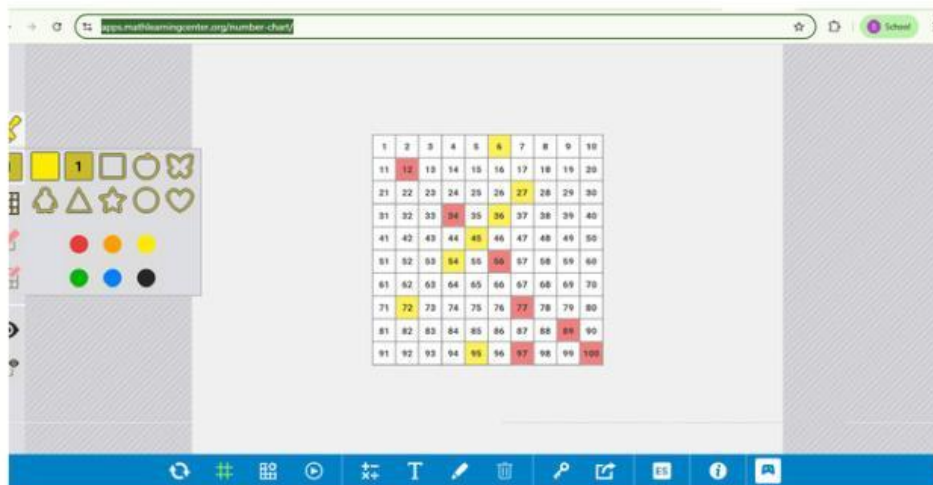 apps.mathlearningcenter.org/number-chart/
School
1 2 3 4 5 6 7 8 9 10
11 12 13 14 15 16 17 18 19 20
1
21 22 23 24 25 26 27 28 29 30
31 32 33 34 35 36 37 38 39 40
41 42 43 44 45 46 47 48 49 50
51 52 53 54 55 56 57 58 59 60
61 62 63 64 65 66 67 68 69 70
71 72 73 74 75 76 77 78 79 80
81 82 83 84 85 86 87 88 89 90
91 92 93 94 95 96 97 98 99 100
T
ES